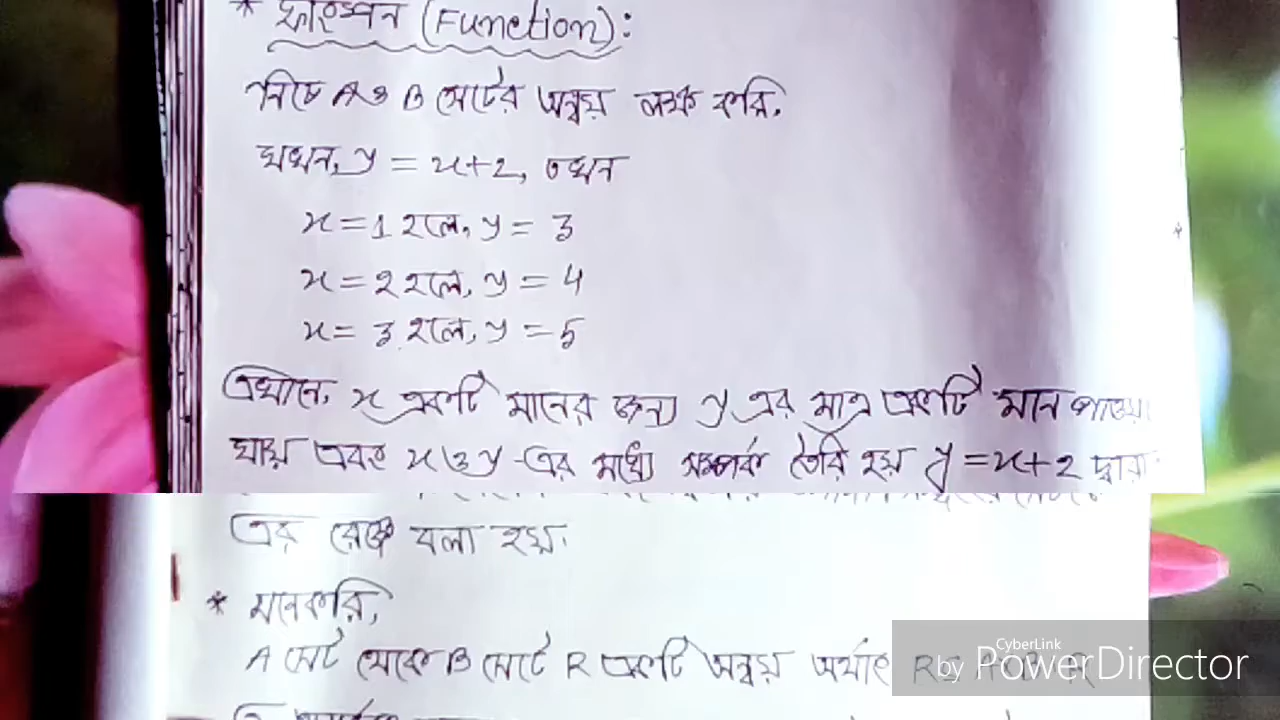 * ফাংশন (Function):
নিচে A ও B সেটের অন্বয় লক্ষ করি,
যখন, y = x+2, তখন
x = 1 হলে, y = 3
x = 2 হলে, y = 4
x = 3 হলে, y = 5
এখানে, x একটি মানের জন্য y এর মাত্র একটি মান পাওয়া
যায় এবং x ও y -এর মধ্যে সম্পর্ক তৈরি হয় y = x+2 দ্বারা
এর রেঞ্জ বলা হয়.
* মনেকরি,
A সেট থেকে B সেটে R একটি অন্বয় অর্থাৎ
CyberLink
by PowerDirector